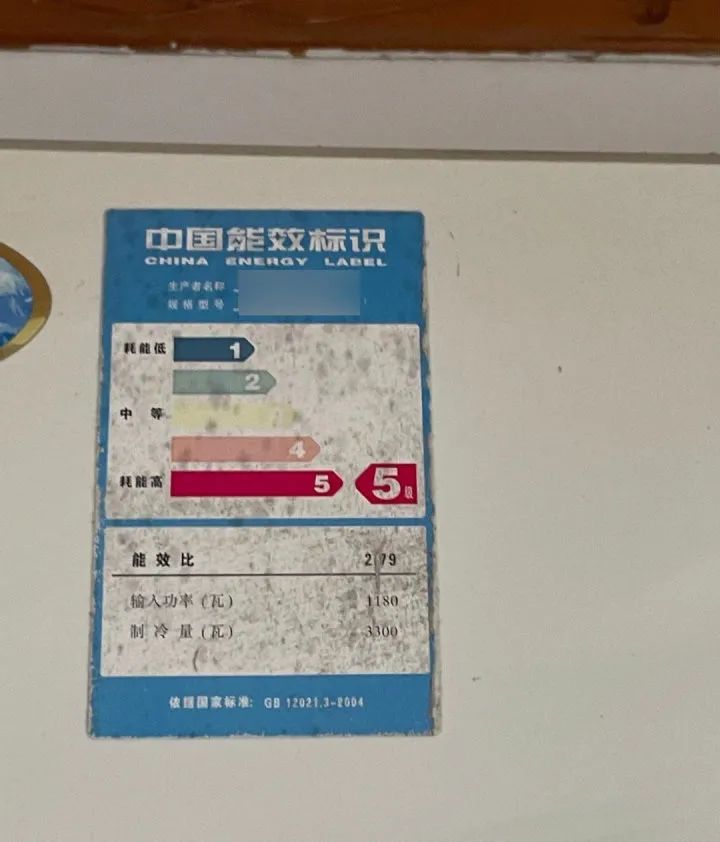 中国能效标识
CHINA ENERGY LABEL
生产者名称
规格型号
耗能低 1
2
中 等
4
耗能高 5 5级
能效比 2.79
输入功率(瓦) 1180
制冷量(瓦) 3300
依据国家标准: GB 12021.3-2004